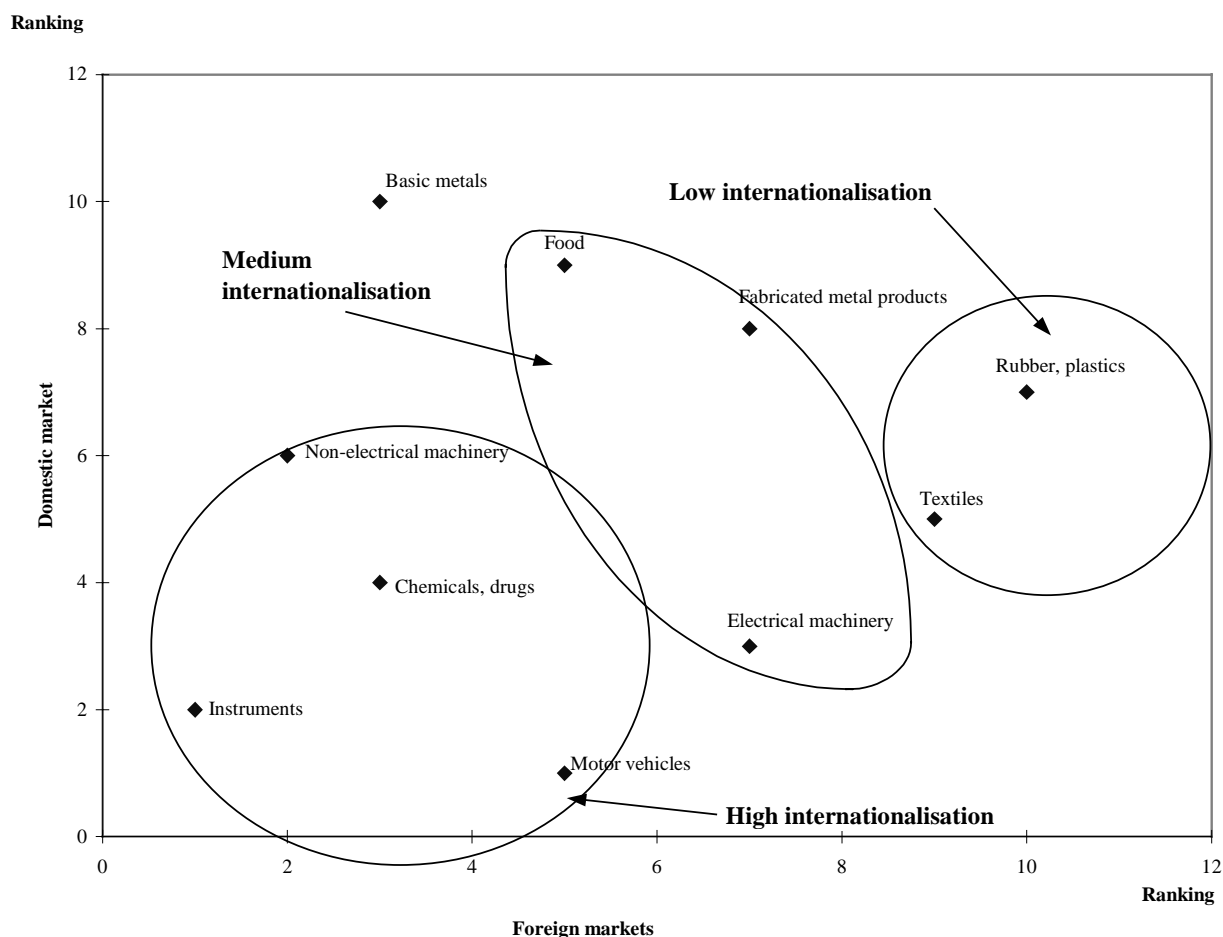 Ranking
12
Basic metals
Low internationalisation
10
Food
Medium
internationalisation
Fabricated metal products
8
Rubber, plastics
Domestic market
6
Non-electrical machinery
Textiles
4
Chemicals, drugs
Electrical machinery
2
Instruments
Motor vehicles
High internationalisation
0
0 2 4 6 8 10 12
Ranking
Foreign markets